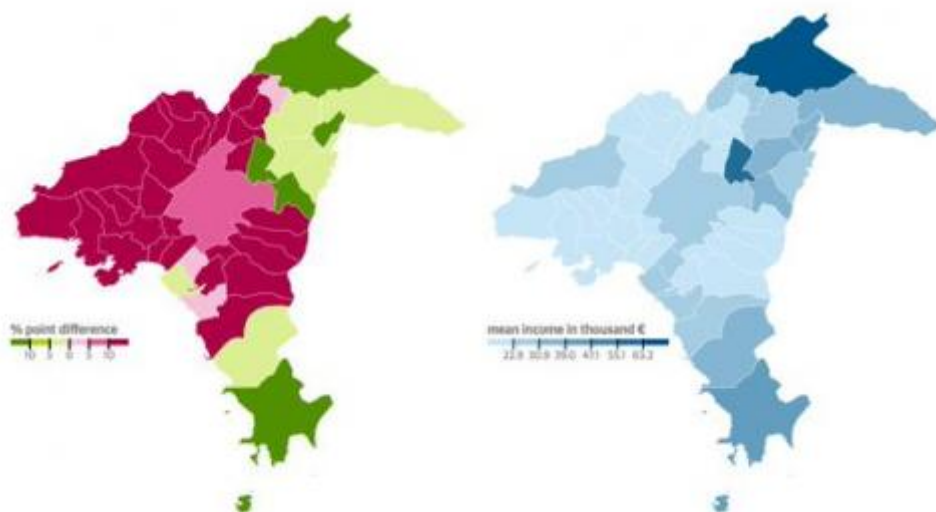 % point difference
10 5 0 5 10
mean income in thousand €
22.9 30.9 39.0 47.1 55.1 63.2